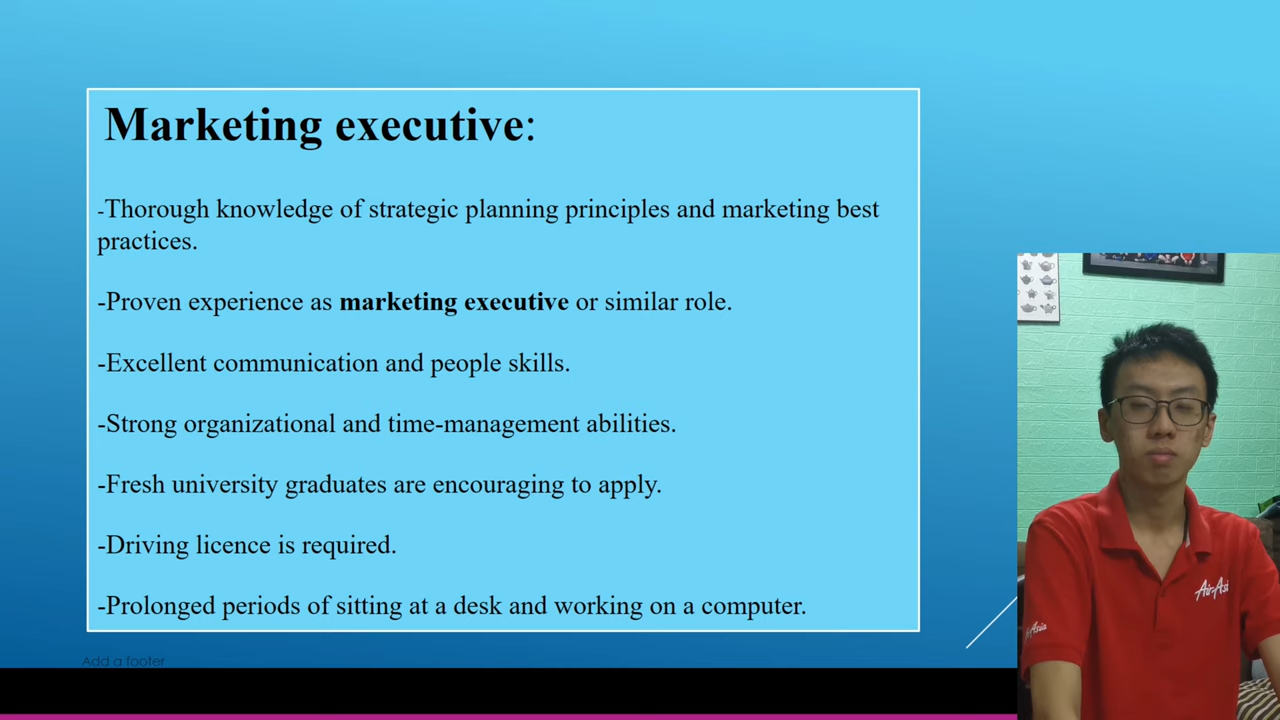 Marketing executive:
-Thorough knowledge of strategic planning principles and marketing best
practices.
-Proven experience as marketing executive or similar role.
-Excellent communication and people skills.
-Strong organizational and time-management abilities.
-Fresh university graduates are encouraging to apply.
-Driving licence is required.
-Prolonged periods of sitting at a desk and working on a computer.
Add a footer